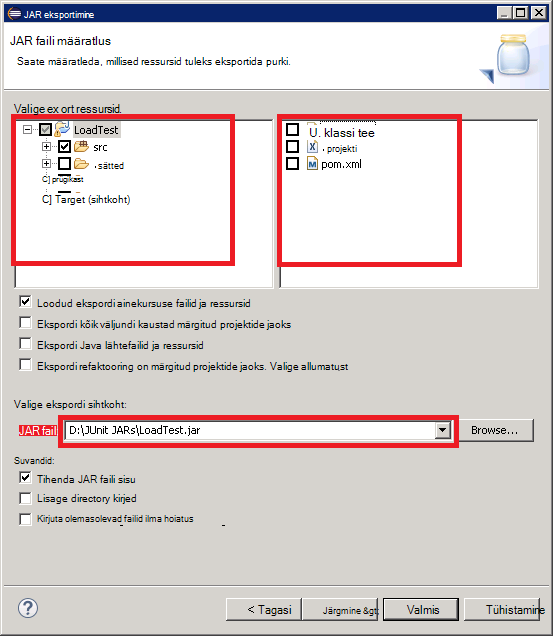 JAR eksportimine
JAR faili määratlus
Saate määratleda, millised ressursid tuleks eksportida purki.
Valige ex ort ressursid.
LoadTest
src
.sätted
C] prügikast
C] Target (sihtkoht)
U. klassi tee
. projekti
pom.xml
Loodud ekspordi ainekursuse failid ja ressursid
Ekspordi kõik väljundi kaustad märgitud projektide jaoks
Ekspordi Java lähtefailid ja ressursid
Ekspordi refaktooring on märgitud projektide jaoks. Valige allumatust
Valige ekspordi sihtkoht:
JAR fail:
D:\JUnit JARs\LoadTest.jar
Browse...
Suvandid:
Tihenda JAR faili sisu
Lisage directory kirjed
Kirjuta olemasolevad failid ilma hoiatus
< Tagasi
Järgmine &gt;
Valmis
Tühistamine